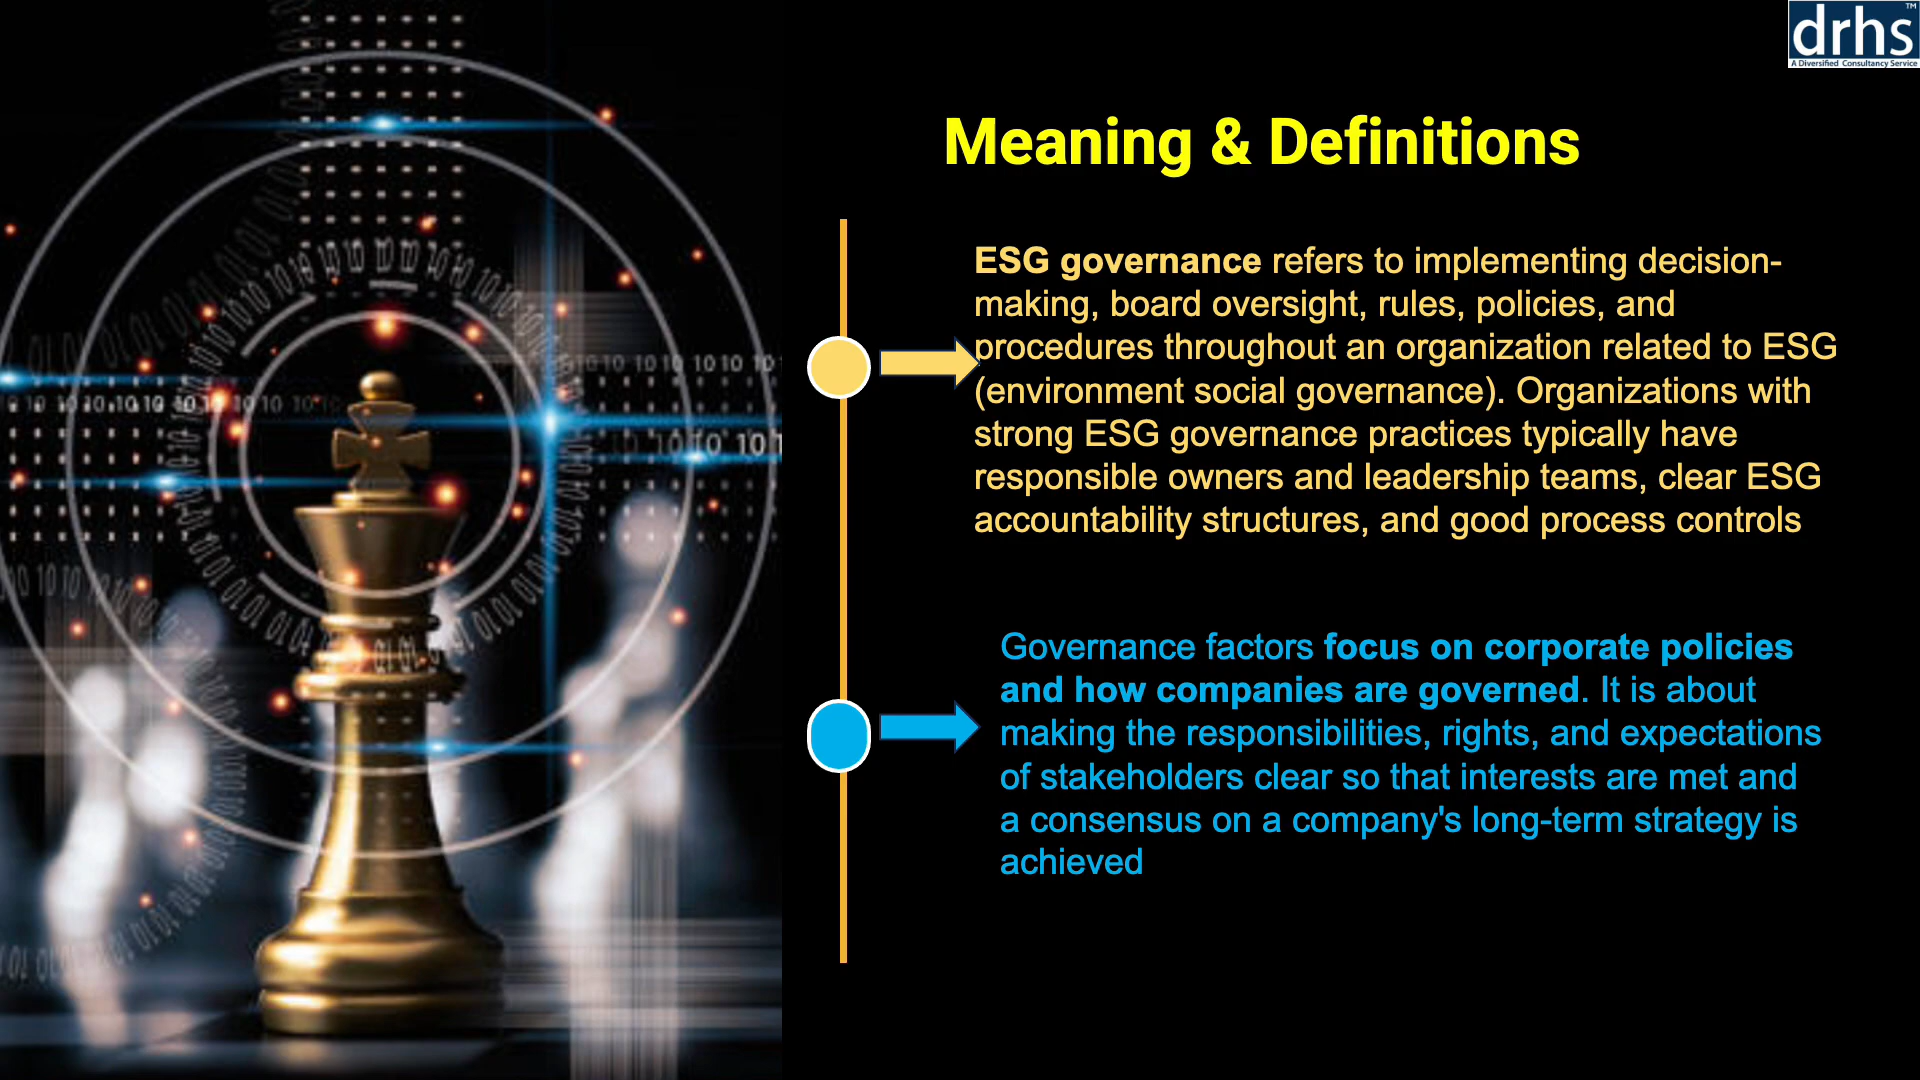 drhs™
A Diversified Consultancy Service
Meaning & Definitions
ESG governance refers to implementing decision-
making, board oversight, rules, policies, and
procedures throughout an organization related to ESG
(environment social governance). Organizations with
strong ESG governance practices typically have
responsible owners and leadership teams, clear ESG
accountability structures, and good process controls
Governance factors focus on corporate policies
and how companies are governed. It is about
making the responsibilities, rights, and expectations
of stakeholders clear so that interests are met and
a consensus on a company's long-term strategy is
achieved